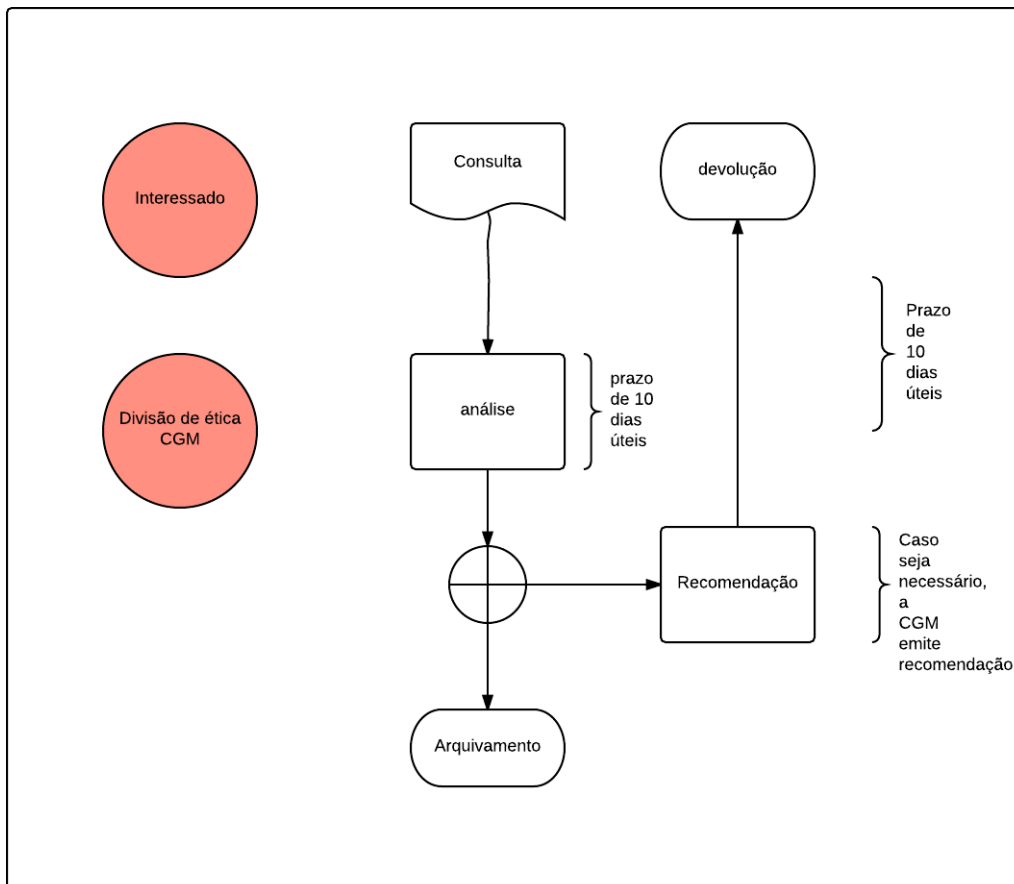 Interessado
Consulta
devolução
Prazo
de
10
dias
úteis
Divisão de ética
CGM
análise
prazo
de 10
dias
úteis
Recomendação
Caso
seja
necessário,
a
CGM
emite
recomendação
Arquivamento